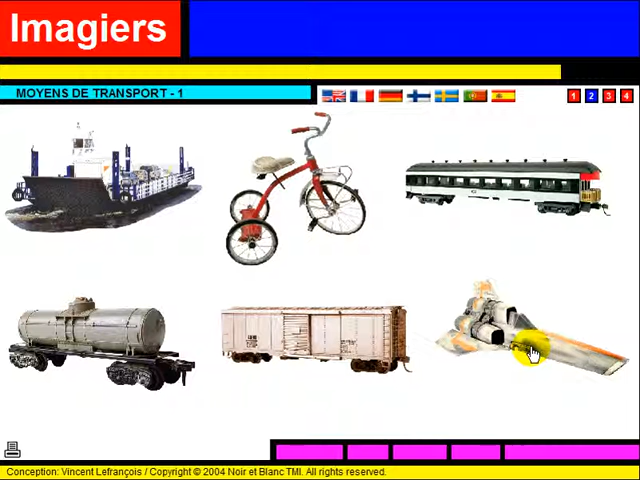 Imagiers
MOYENS DE TRANSPORT - 1
1 2 3 4
Conception: Vincent Lefrançois / Copyright © 2004 Noir et Blanc TMI. All rights reserved.